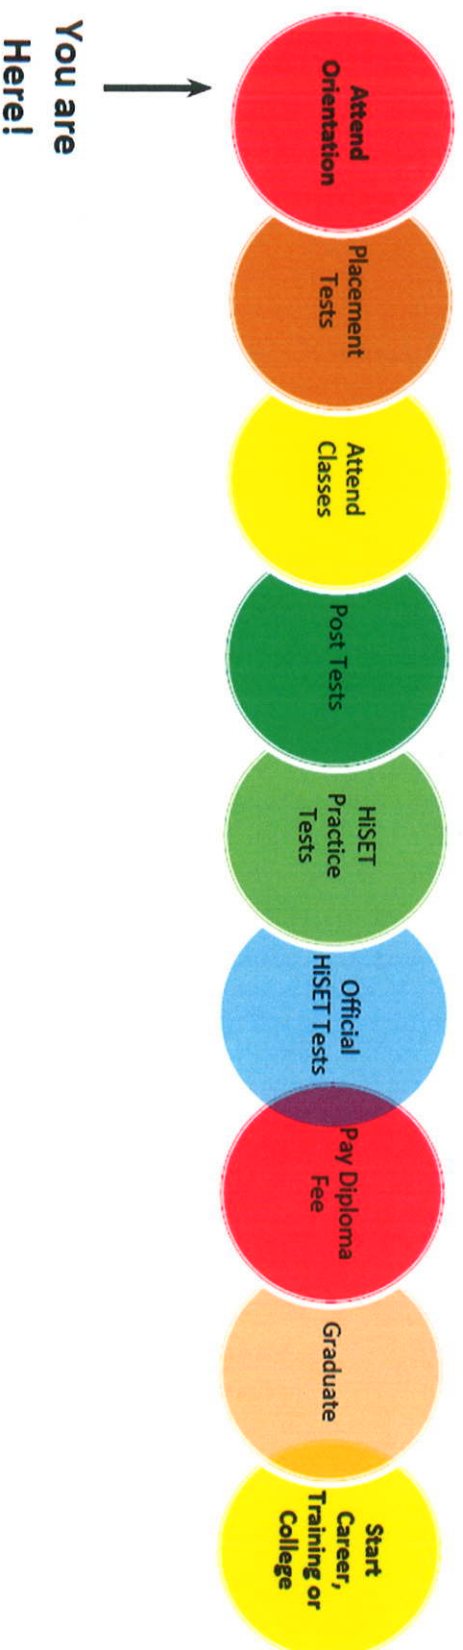 Attend
Orientation
Placement
Tests
Attend
Classes
Post Tests
HiSET
Practice
Tests
Official
HiSET Tests
Pay Diploma
Fee
Graduate
Start
Career,
Training or
College
You are
Here!